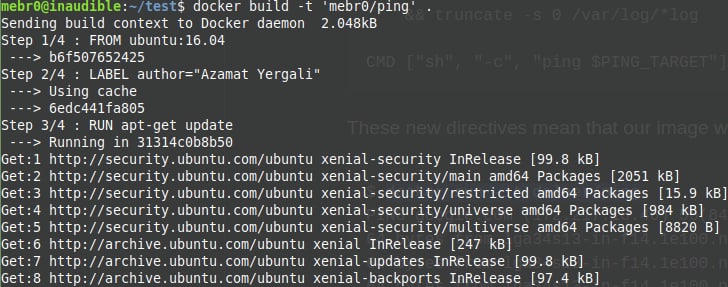 mebr0@inaudible:~/test$ docker build -t 'mebr0/ping' .
Sending build context to Docker daemon  2.048kB
Step 1/4 : FROM ubuntu:16.04
 ---> b6f507652425
Step 2/4 : LABEL author="Azamat Yergali"
 ---> Using cache
 ---> 6edc441fa805
Step 3/4 : RUN apt-get update
 ---> Running in 31314c0b8b50
Get:1 http://security.ubuntu.com/ubuntu xenial-security InRelease [99.8 kB]
Get:2 http://security.ubuntu.com/ubuntu xenial-security/main amd64 Packages [2051 kB]
Get:3 http://security.ubuntu.com/ubuntu xenial-security/restricted amd64 Packages [15.9 kB]
Get:4 http://security.ubuntu.com/ubuntu xenial-security/universe amd64 Packages [984 kB]
Get:5 http://security.ubuntu.com/ubuntu xenial-security/multiverse amd64 Packages [8820 B]
Get:6 http://archive.ubuntu.com/ubuntu xenial InRelease [247 kB]
Get:7 http://archive.ubuntu.com/ubuntu xenial-updates InRelease [99.8 kB]
Get:8 http://archive.ubuntu.com/ubuntu xenial-backports InRelease [97.4 kB]
&& truncate -s 0 /var/log/*log
CMD ["sh", "-c", "ping $PING_TARGET"]
These new directives mean that our image w